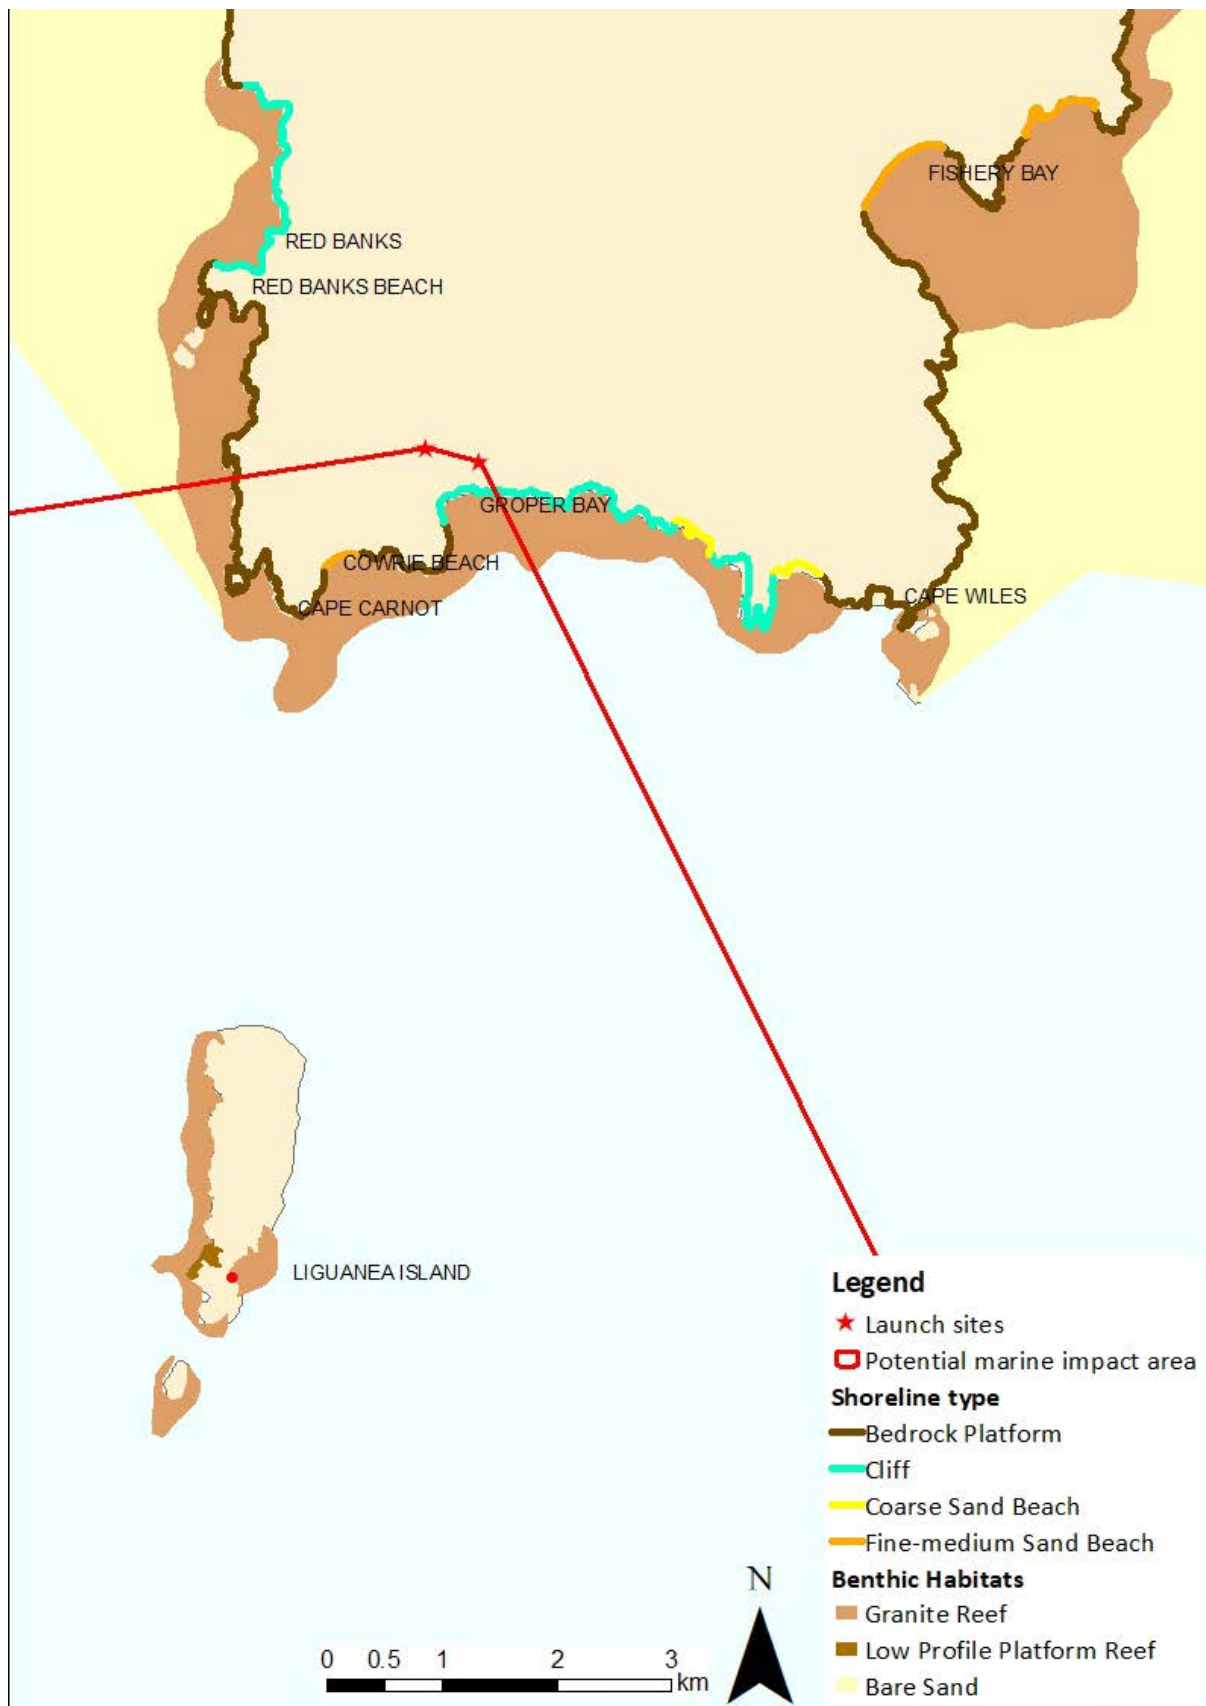 FISHERY BAY
RED BANKS
RED BANKS BEACH
GROPER BAY
COWRIE BEACH
CAPE CARNOT
CAPE WILES
LIGUANEA ISLAND
Legend
Launch sites
Potential marine impact area
Shoreline type
Bedrock Platform
Cliff
Coarse Sand Beach
Fine-medium Sand Beach
Benthic Habitats
Granite Reef
Low Profile Platform Reef
Bare Sand
N
0 0.5 1 2 3
km